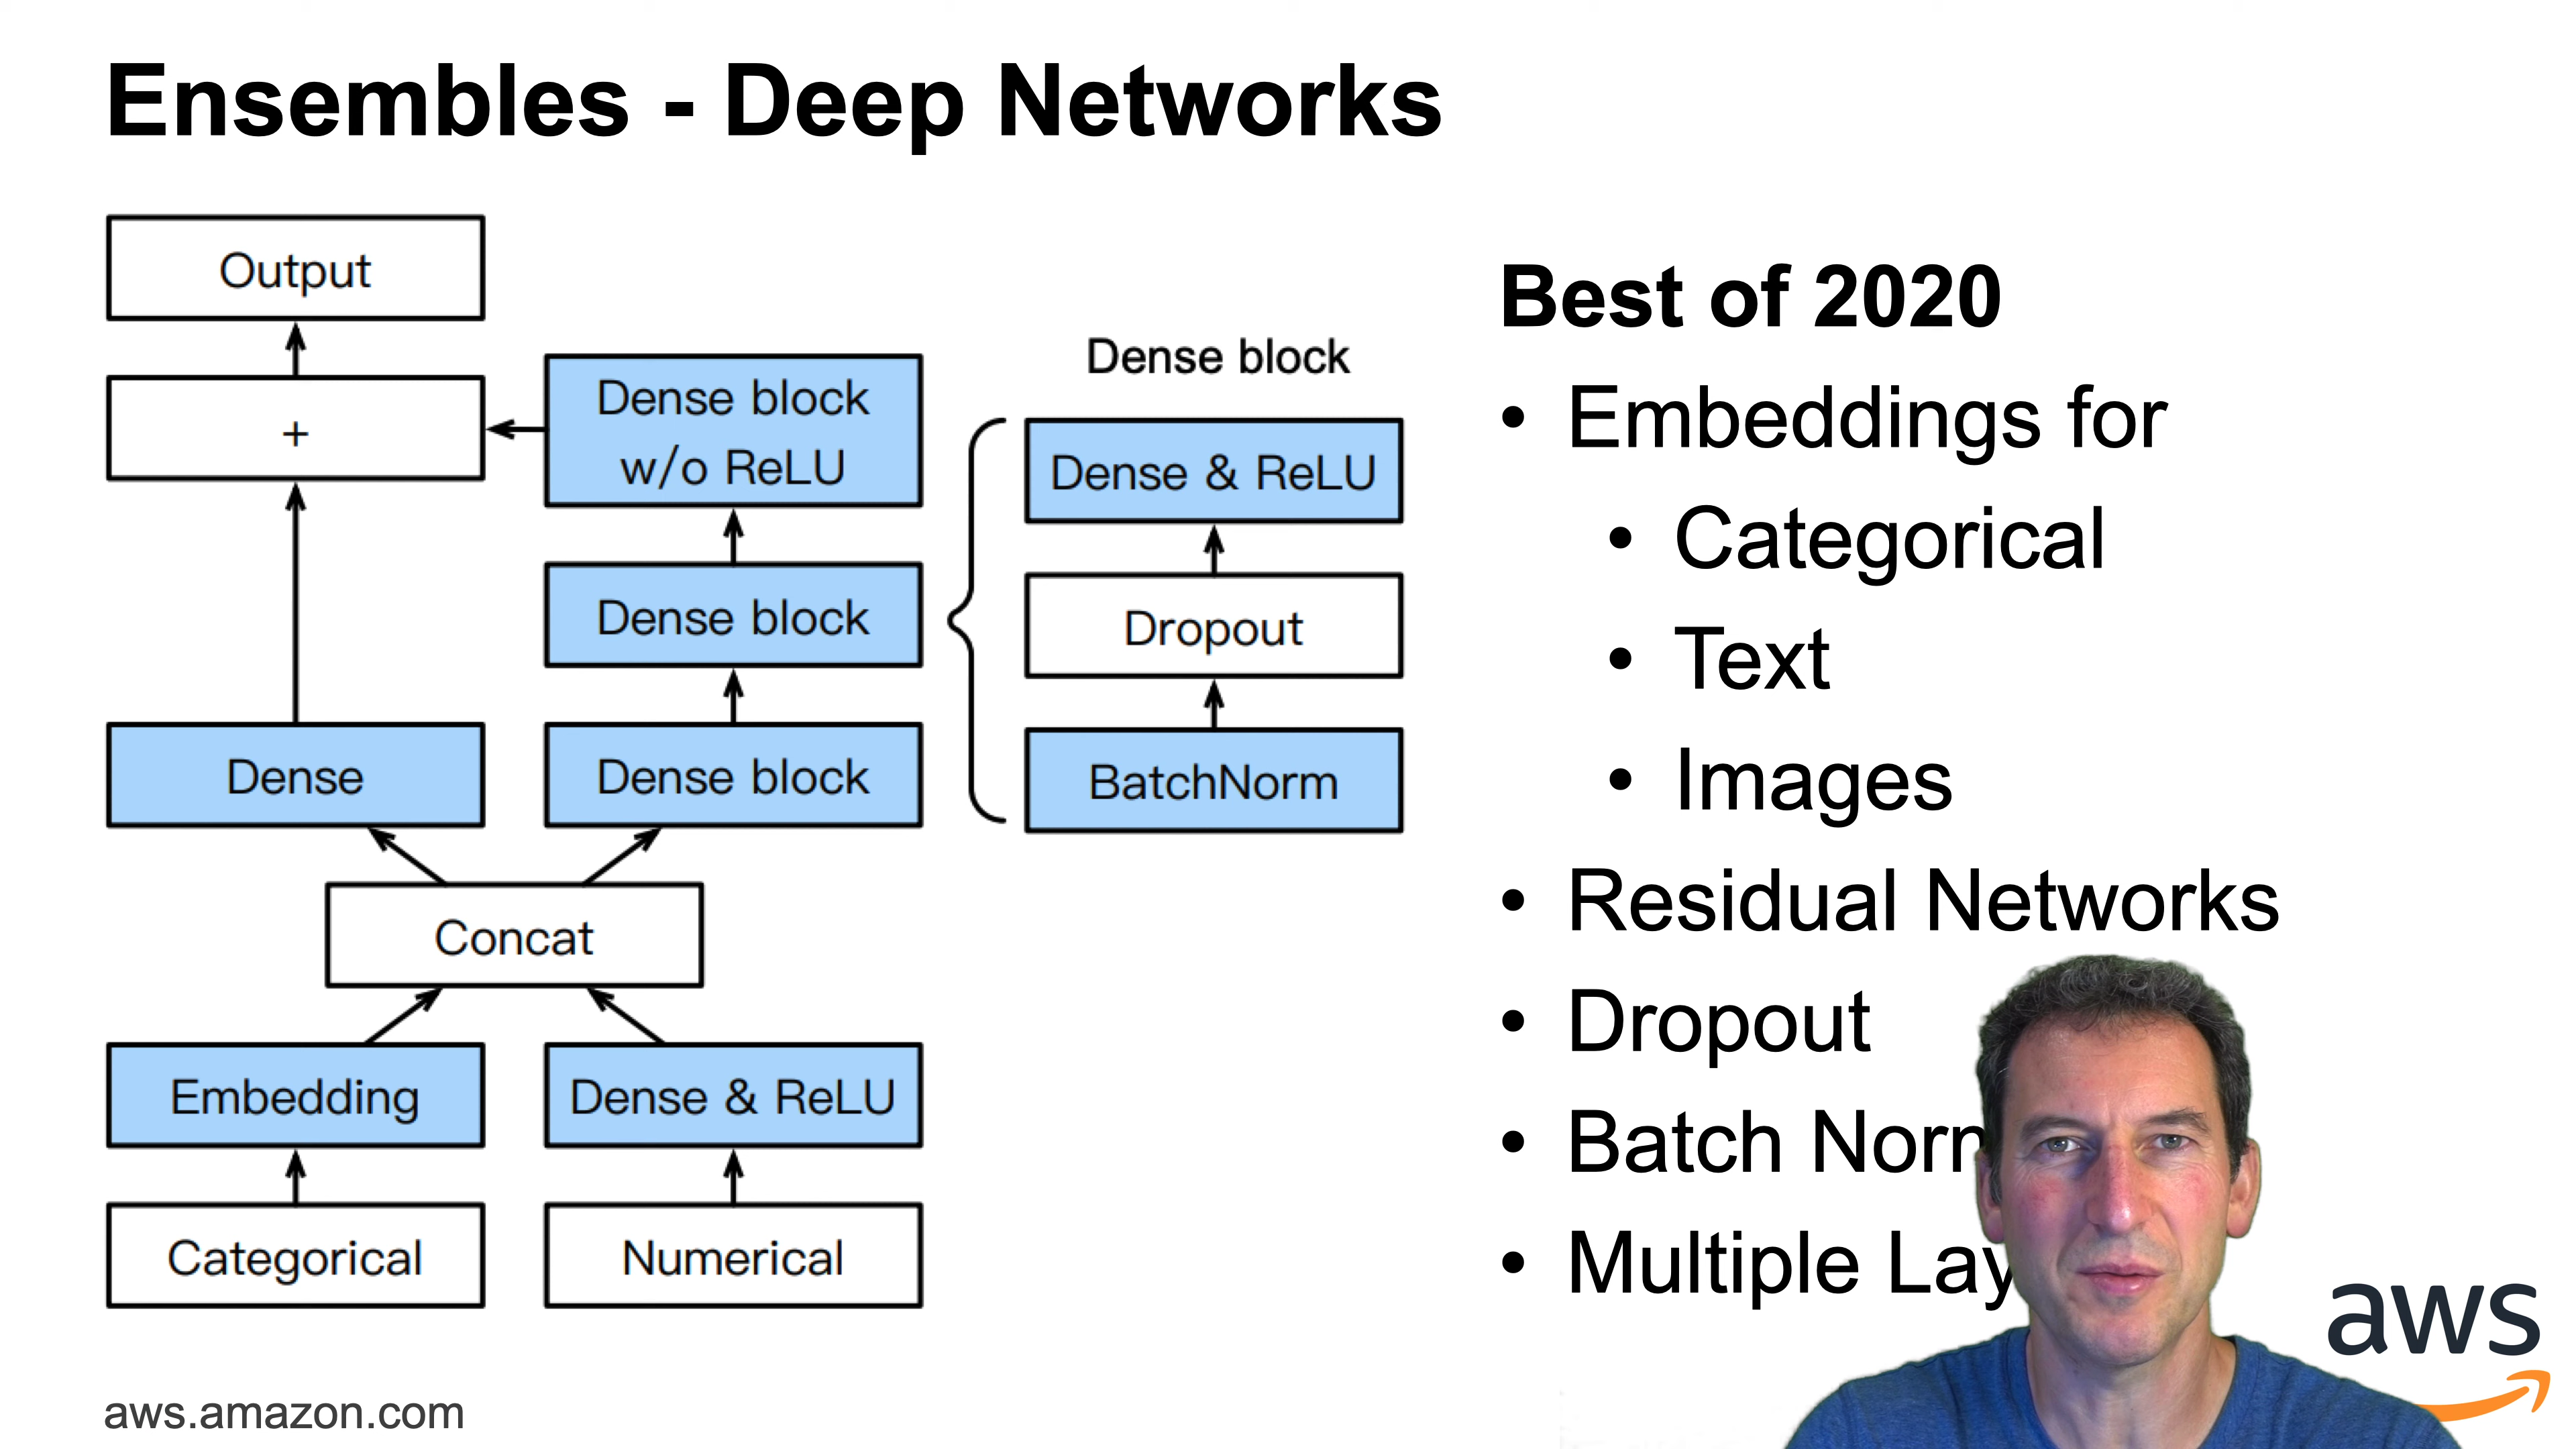 Ensembles - Deep Networks
Output
+
Dense
Dense block
w/o ReLU
Dense block
Dense block
Concat
Embedding
Dense & ReLU
Categorical
Numerical
Dense block
Dense & ReLU
Dropout
BatchNorm
Best of 2020
• Embeddings for
• Categorical
• Text
• Images
• Residual Networks
• Dropout
• Batch
• Multiple
aws.amazon.com
aws